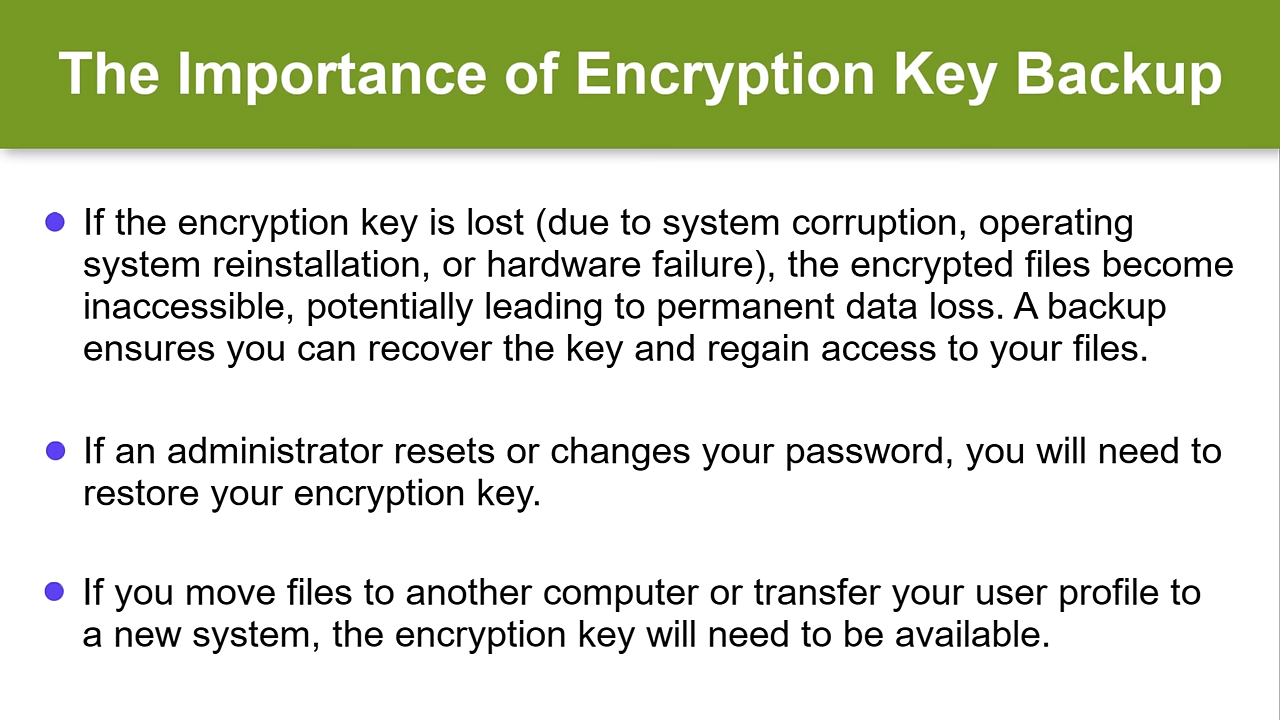 The Importance of Encryption Key Backup
If the encryption key is lost (due to system corruption, operating
system reinstallation, or hardware failure), the encrypted files become
inaccessible, potentially leading to permanent data loss. A backup
ensures you can recover the key and regain access to your files.
If an administrator resets or changes your password, you will need to
restore your encryption key.
If you move files to another computer or transfer your user profile to
a new system, the encryption key will need to be available.